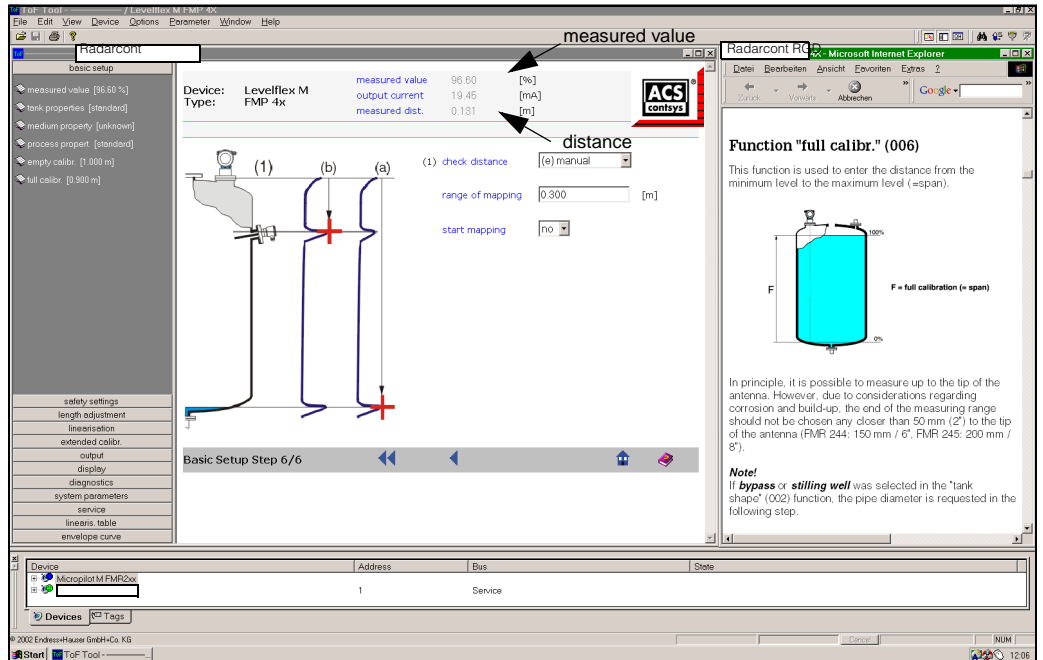 ToF Tool - / Levelflex M FMP 4X
File Edit View Device Options Parameter Window Help
measured value
Radarcont
basic setup
measured value [96.60 %]
tank properties [standard]
medium property [unknown]
process propert. [standard]
empty calibr. [1.000 m]
full calibr. [0.900 m]
safety settings
length adjustment
linearisation
extended calibr.
output
display
diagnostics
system parameters
service
linearis. table
envelope curve
Device: Levelflex M
Type: FMP 4x
measured value 96.60 [%]
output current 19.45 [mA]
measured dist. 0.131 [m]
ACS
contsys
distance
(1) (b) (a)
(1) check distance (e) manual
range of mapping 0.300 [m]
start mapping no
Basic Setup Step 6/6
Radarcont RGD - Microsoft Internet Explorer
Datei Bearbeiten Ansicht Favoriten Extras ?
Zurück Vorwärts Abbrechen Google
Function "full calibr." (006)
This function is used to enter the distance from the
minimum level to the maximum level (=span).
100%
F
F = full calibration (= span)
0%
In principle, it is possible to measure up to the tip of the
antenna. However, due to considerations regarding
corrosion and build-up, the end of the measuring range
should not be chosen any closer than 50 mm (2") to the tip
of the antenna (FMR 244: 150 mm / 6", FMR 245: 200 mm /
8").
Note!
If bypass or stilling well was selected in the "tank
shape" (002) function, the pipe diameter is requested in the
following step.
Device Address Bus State
Micropilot M FMR2xx
1 Service
Devices Tags
© 2002 Endress+Hauser GmbH+Co. KG
Cancel NUM
Start ToF Tool - ... 12:06